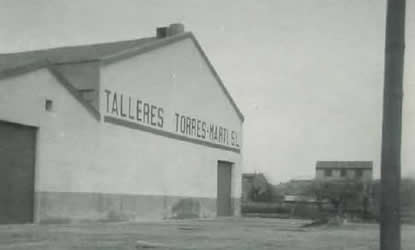 TALLERES TORRES-MARTI, S.L.